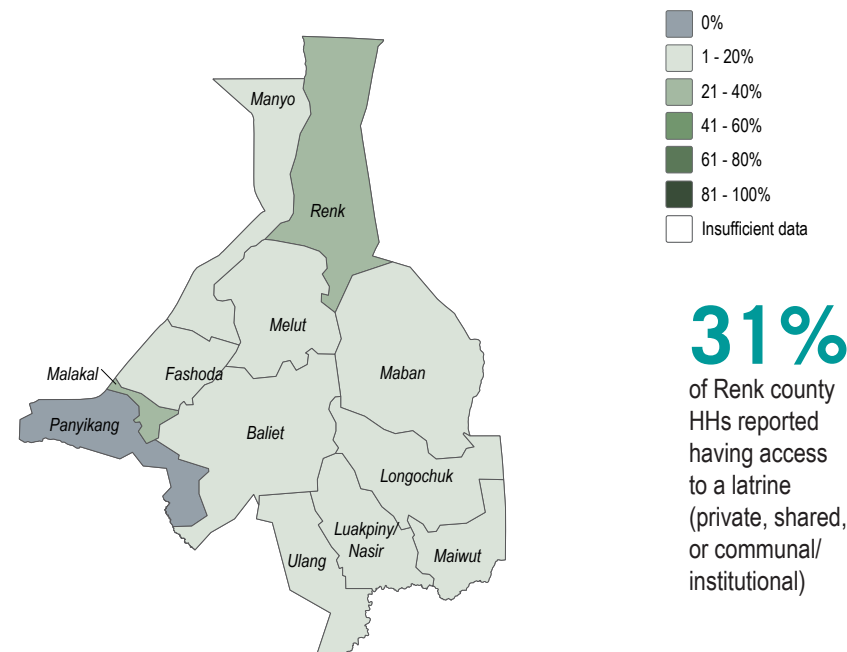 0%
1 - 20%
21 - 40%
41 - 60%
61 - 80%
81 - 100%
Insufficient data
Manyo
Renk
Melut
Malakal
Fashoda
Maban
Panyikang
Baliet
Longochuk
Luakpiny/
Nasir
Ulang
Maiwut
31%
of Renk county
HHs reported
having access
to a latrine
(private, shared,
or communal/
institutional)